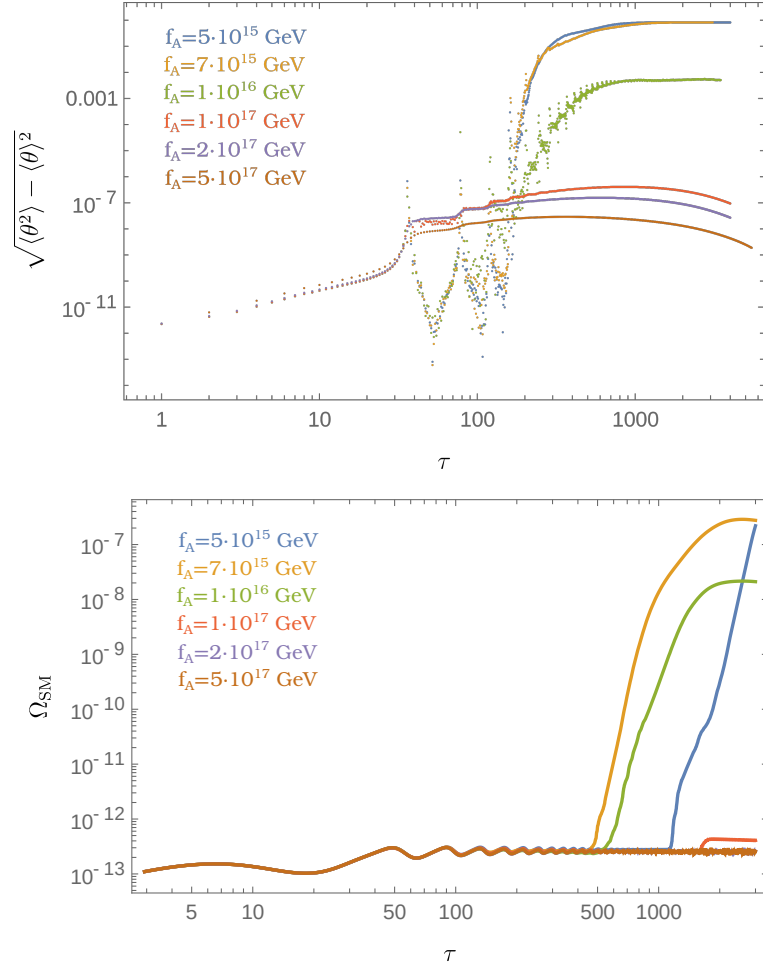 f_A=5·10^15 GeV
f_A=7·10^15 GeV
f_A=1·10^16 GeV
f_A=1·10^17 GeV
f_A=2·10^17 GeV
f_A=5·10^17 GeV
√(⟨θ²⟩ − ⟨θ⟩²)
0.001
10^-7
10^-11
1 10 100 1000
τ
f_A=5·10^15 GeV
f_A=7·10^15 GeV
f_A=1·10^16 GeV
f_A=1·10^17 GeV
f_A=2·10^17 GeV
f_A=5·10^17 GeV
Ω_SM
10^-7
10^-8
10^-9
10^-10
10^-11
10^-12
10^-13
5 10 50 100 500 1000
τ